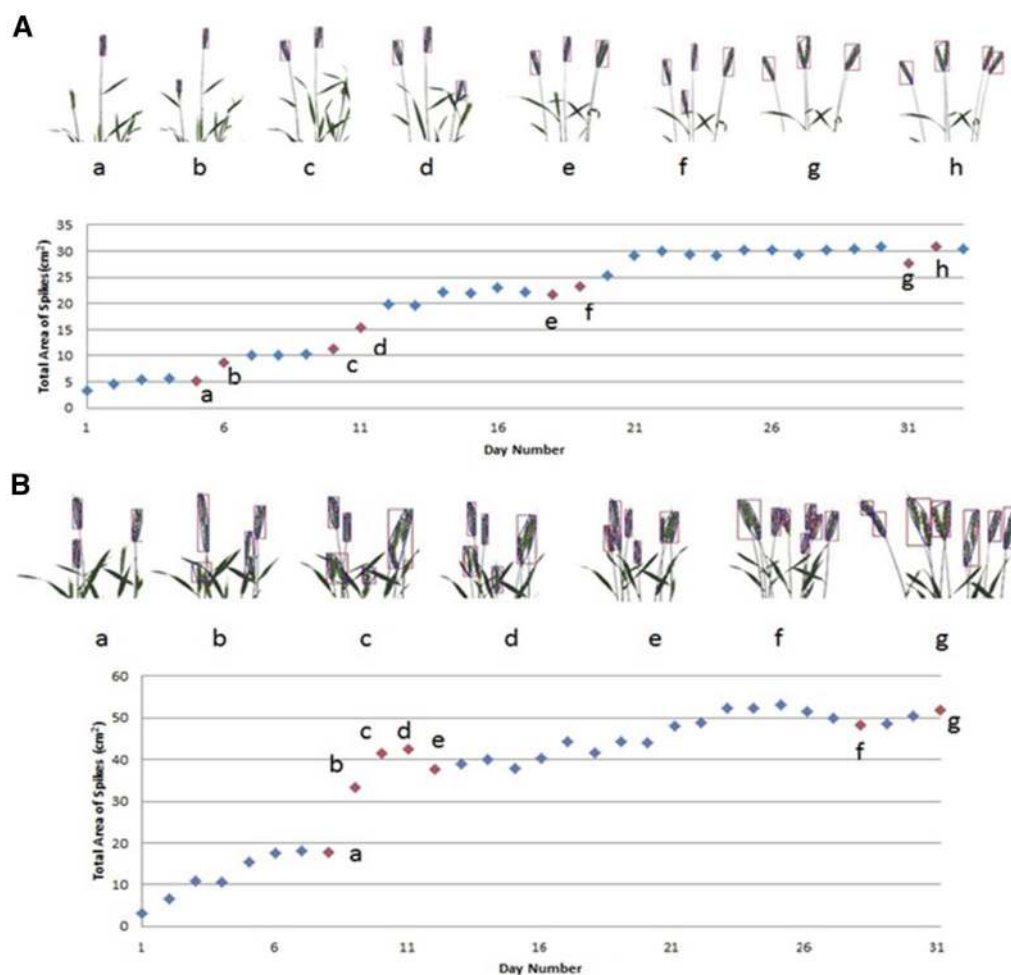 A
a b c d e f g h
Total Area of Spikes(cm²)
35
30
25
20
15
10
5
0
a
b
c
d
e
f
g
h
1 6 11 16 21 26 31
Day Number
B
a b c d e f g
Total Area of Spikes (cm²)
60
50
40
30
20
10
0
a
b
c
d
e
f
g
1 6 11 16 21 26 31
Day Number